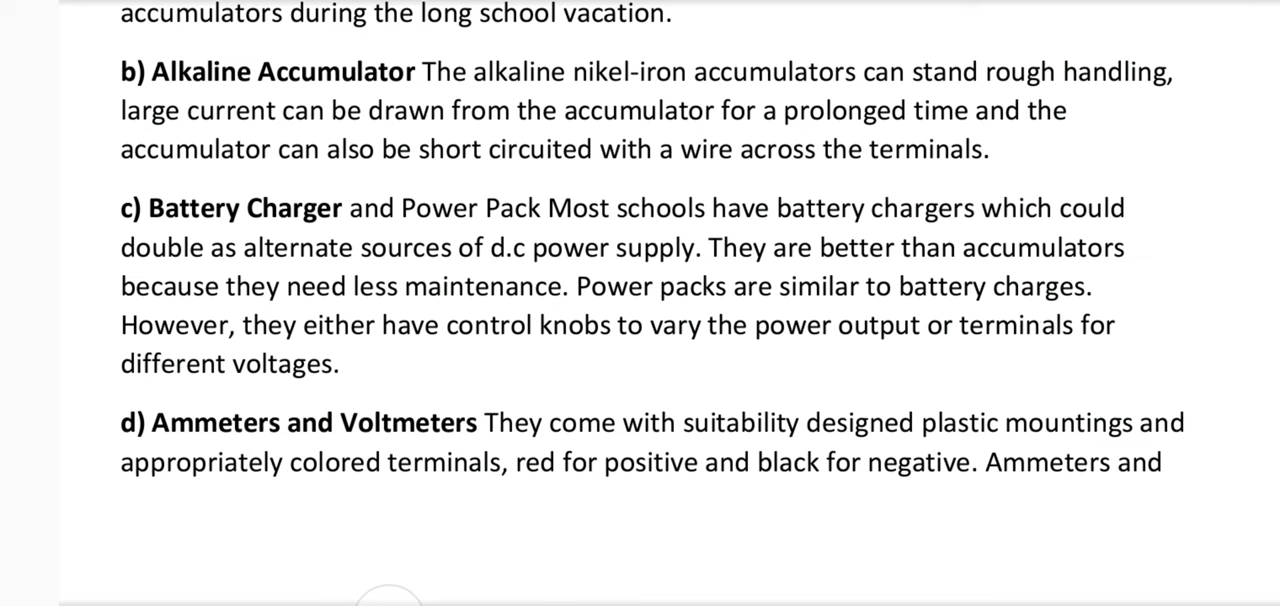 accumulators during the long school vacation.
b) Alkaline Accumulator The alkaline nikel-iron accumulators can stand rough handling,
large current can be drawn from the accumulator for a prolonged time and the
accumulator can also be short circuited with a wire across the terminals.
c) Battery Charger and Power Pack Most schools have battery chargers which could
double as alternate sources of d.c power supply. They are better than accumulators
because they need less maintenance. Power packs are similar to battery charges.
However, they either have control knobs to vary the power output or terminals for
different voltages.
d) Ammeters and Voltmeters They come with suitability designed plastic mountings and
appropriately colored terminals, red for positive and black for negative. Ammeters and